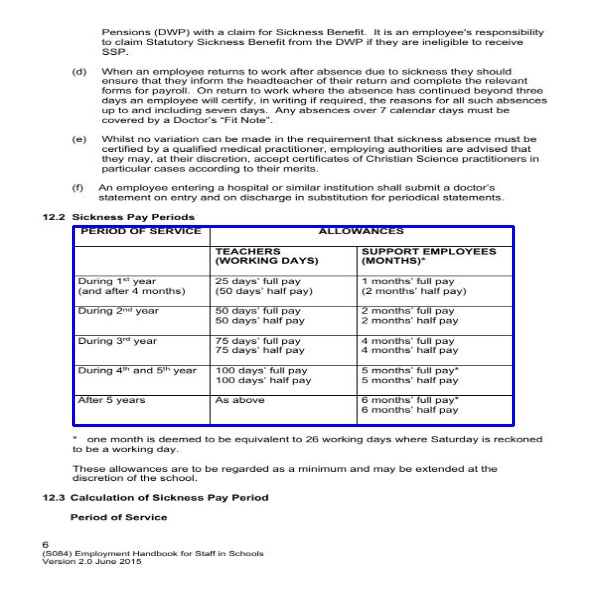 Pensions (DWP) with a claim for Sickness Benefit.  It is an employee's responsibility
to claim Statutory Sickness Benefit from the DWP if they are ineligible to receive
SSP.
(d) When an employee returns to work after absence due to sickness they should
ensure that they inform the headteacher of their return and complete the relevant
forms for payroll.  On return to work where the absence has continued beyond three
days an employee will certify, in writing if required, the reasons for all such absences
up to and including seven days.  Any absences over 7 calendar days must be
covered by a Doctor's "Fit Note".
(e) Whilst no variation can be made in the requirement that sickness absence must be
certified by a qualified medical practitioner, employing authorities are advised that
they may, at their discretion, accept certificates of Christian Science practitioners in
particular cases according to their merits.
(f) An employee entering a hospital or similar institution shall submit a doctor's
statement on entry and on discharge in substitution for periodical statements.
12.2 Sickness Pay Periods
PERIOD OF SERVICE ALLOWANCES
TEACHERS SUPPORT EMPLOYEES
(WORKING DAYS) (MONTHS)*
During 1st year 25 days' full pay 1 months' full pay
(and after 4 months) (50 days' half pay) (2 months' half pay)
During 2nd year 50 days' full pay 2 months' full pay
50 days' half pay 2 months' half pay
During 3rd year 75 days' full pay 4 months' full pay
75 days' half pay 4 months' half pay
During 4th and 5th year 100 days' full pay 5 months' full pay*
100 days' half pay 5 months' half pay
After 5 years As above 6 months' full pay*
6 months' half pay
* one month is deemed to be equivalent to 26 working days where Saturday is reckoned
to be a working day.
These allowances are to be regarded as a minimum and may be extended at the
discretion of the school.
12.3 Calculation of Sickness Pay Period
Period of Service
6
(S084) Employment Handbook for Staff in Schools
Version 2.0 June 2015